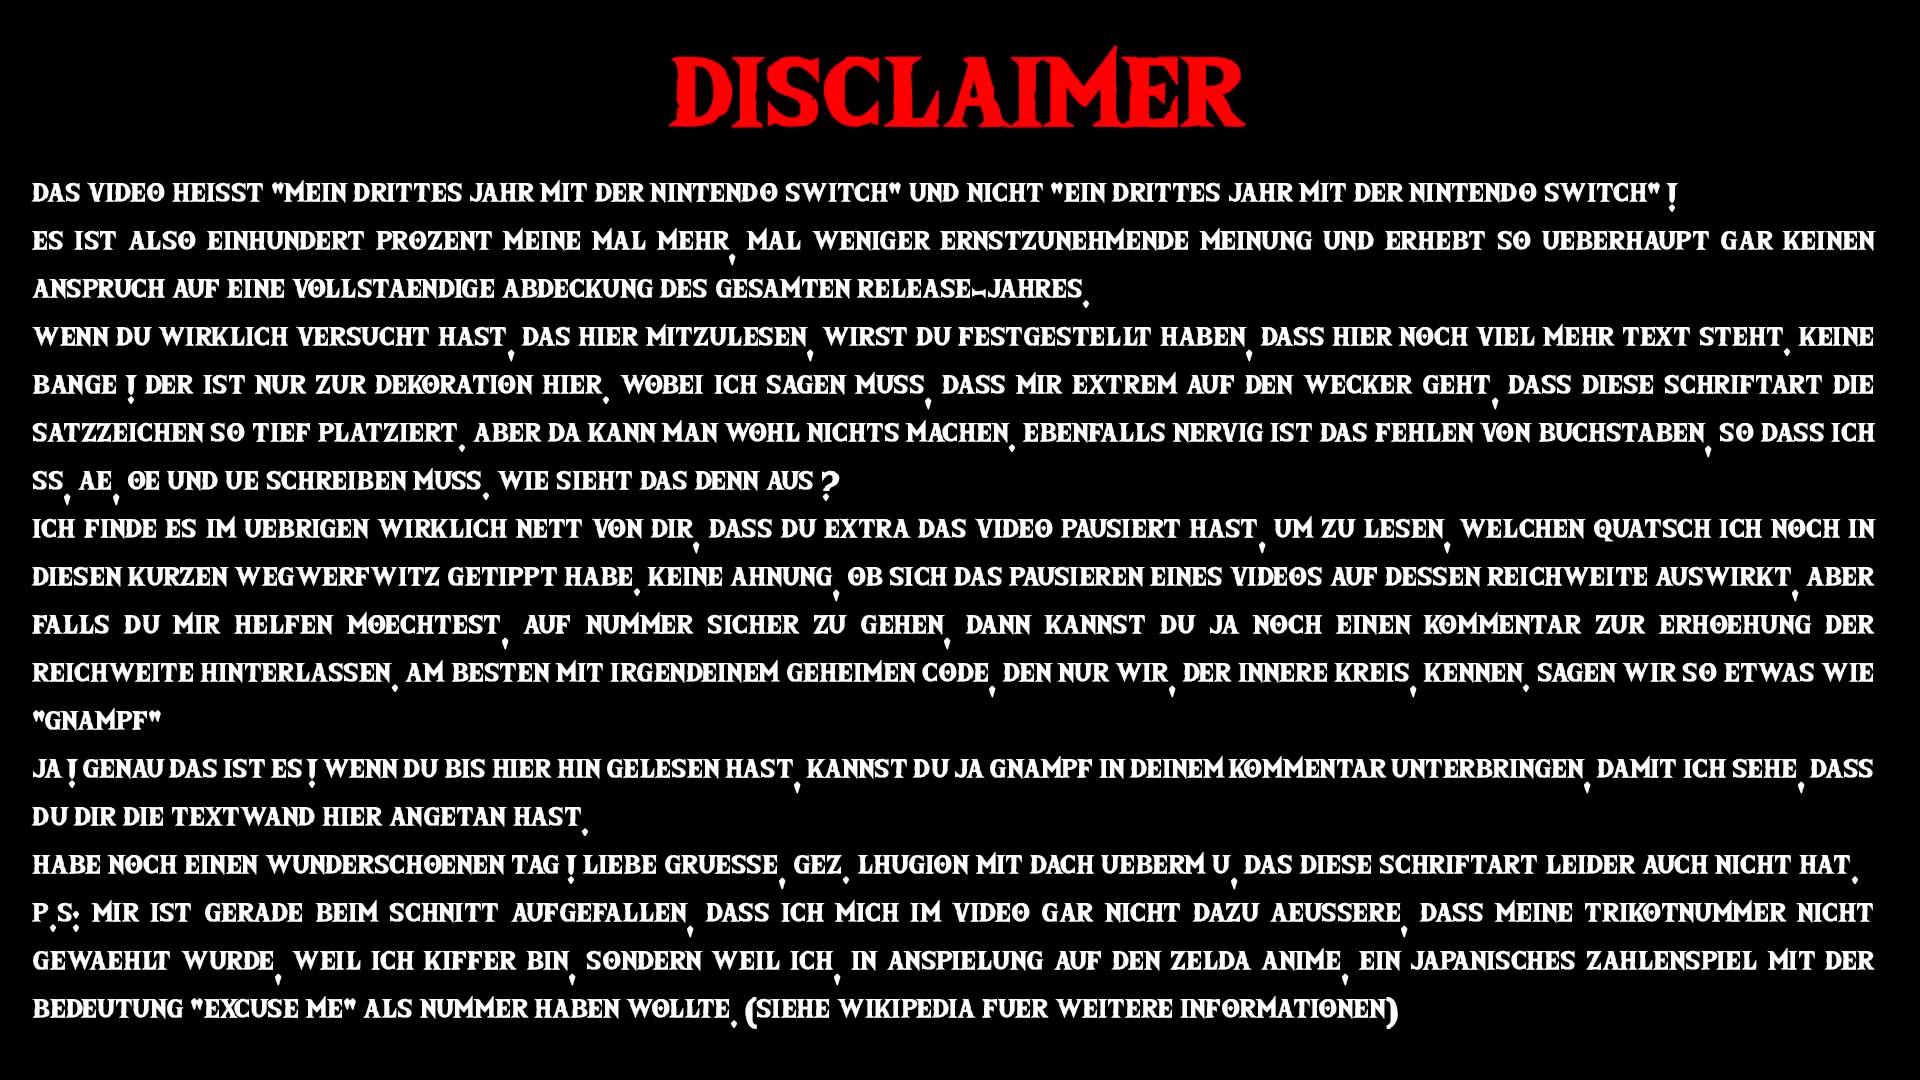 DISCLAIMER
DAS VIDEO HEISST "MEIN DRITTES JAHR MIT DER NINTENDO SWITCH" UND NICHT "EIN DRITTES JAHR MIT DER NINTENDO SWITCH" !
ES IST ALSO EINHUNDERT PROZENT MEINE MAL MEHR, MAL WENIGER ERNSTZUNEHMENDE MEINUNG UND ERHEBT SO UEBERHAUPT GAR KEINEN
ANSPRUCH AUF EINE VOLLSTAENDIGE ABDECKUNG DES GESAMTEN RELEASE-JAHRES.
WENN DU WIRKLICH VERSUCHT HAST, DAS HIER MITZULESEN, WIRST DU FESTGESTELLT HABEN, DASS HIER NOCH VIEL MEHR TEXT STEHT. KEINE
BANGE ! DER IST NUR ZUR DEKORATION HIER. WOBEI ICH SAGEN MUSS, DASS MIR EXTREM AUF DEN WECKER GEHT, DASS DIESE SCHRIFTART DIE
SATZZEICHEN SO TIEF PLATZIERT. ABER DA KANN MAN WOHL NICHTS MACHEN. EBENFALLS NERVIG IST DAS FEHLEN VON BUCHSTABEN, SO DASS ICH
SS, AE, OE UND UE SCHREIBEN MUSS. WIE SIEHT DAS DENN AUS ?
ICH FINDE ES IM UEBRIGEN WIRKLICH NETT VON DIR, DASS DU EXTRA DAS VIDEO PAUSIERT HAST, UM ZU LESEN, WELCHEN QUATSCH ICH NOCH IN
DIESEN KURZEN WEGWERFWITZ GETIPPT HABE. KEINE AHNUNG, OB SICH DAS PAUSIEREN EINES VIDEOS AUF DESSEN REICHWEITE AUSWIRKT, ABER
FALLS DU MIR HELFEN MOECHTEST, AUF NUMMER SICHER ZU GEHEN, DANN KANNST DU JA NOCH EINEN KOMMENTAR ZUR ERHOEHUNG DER
REICHWEITE HINTERLASSEN. AM BESTEN MIT IRGENDEINEM GEHEIMEN CODE, DEN NUR WIR, DER INNERE KREIS, KENNEN. SAGEN WIR SO ETWAS WIE
"GNAMPF"
JA ! GENAU DAS IST ES ! WENN DU BIS HIER HIN GELESEN HAST, KANNST DU JA GNAMPF IN DEINEM KOMMENTAR UNTERBRINGEN, DAMIT ICH SEHE, DASS
DU DIR DIE TEXTWAND HIER ANGETAN HAST.
HABE NOCH EINEN WUNDERSCHOENEN TAG ! LIEBE GRUESSE, GEZ. LHUGION MIT DACH UEBERM U, DAS DIESE SCHRIFTART LEIDER AUCH NICHT HAT.
P.S: MIR IST GERADE BEIM SCHNITT AUFGEFALLEN, DASS ICH MICH IM VIDEO GAR NICHT DAZU AEUSSERE, DASS MEINE TRIKOTNUMMER NICHT
GEWAEHLT WURDE, WEIL ICH KIFFER BIN, SONDERN WEIL ICH, IN ANSPIELUNG AUF DEN ZELDA ANIME, EIN JAPANISCHES ZAHLENSPIEL MIT DER
BEDEUTUNG "EXCUSE ME" ALS NUMMER HABEN WOLLTE. (SIEHE WIKIPEDIA FUER WEITERE INFORMATIONEN)